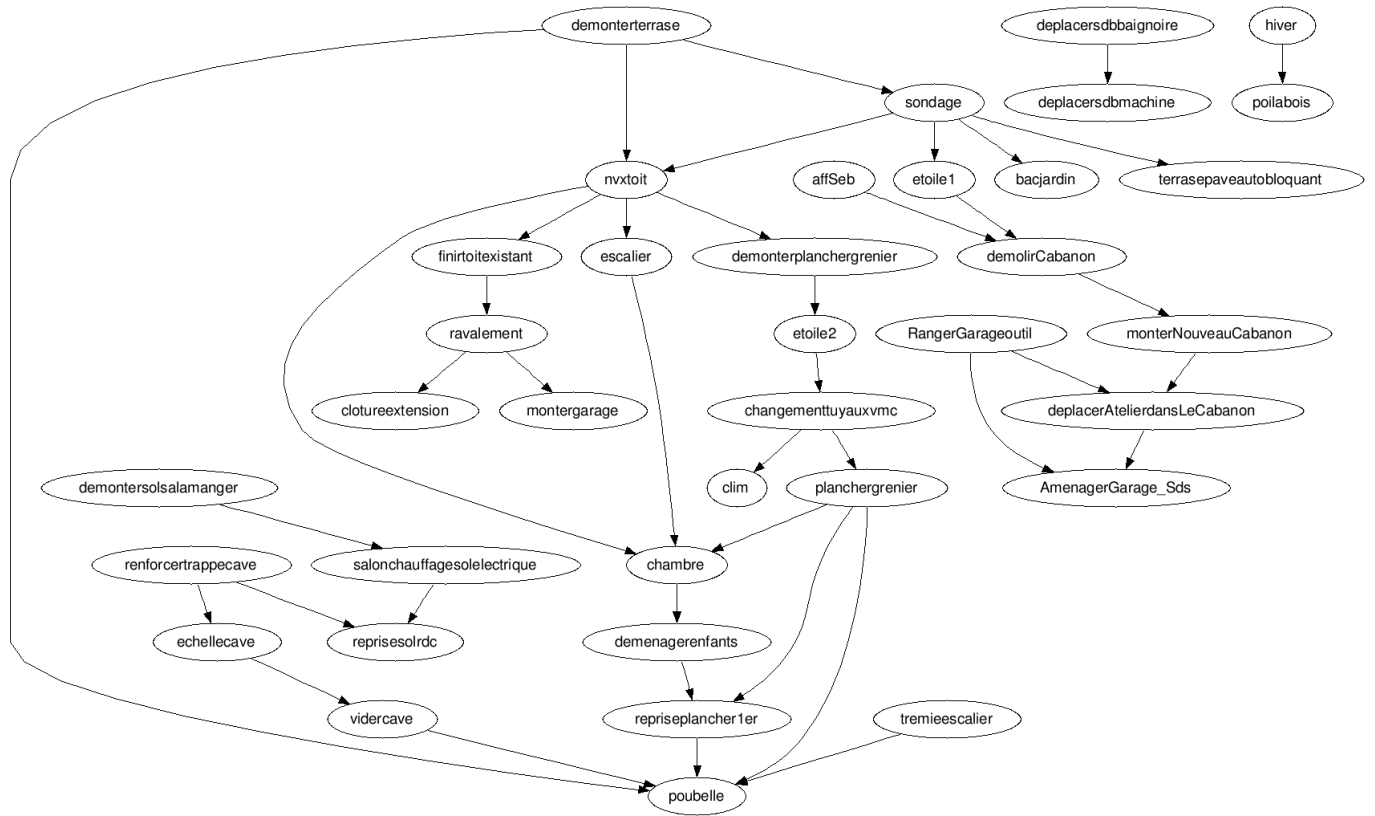 demonterterrase
deplacersdbbaignoire
hiver
sondage
deplacersdbmachine
poilabois
nvxtoit
affSeb
etoile1
bacjardin
terrasepaveautobloquant
finirtoitexistant
escalier
demonterplanchergrenier
demolirCabanon
ravalement
etoile2
RangerGarageoutil
monterNouveauCabanon
clotureextension
montergarage
changementtuyauxvmc
deplacerAtelierdansLeCabanon
demontersolsalamanger
clim
planchergrenier
AmenagerGarage_Sds
renforcertrappecave
salonchauffagesolelectrique
chambre
echellecave
reprisesolrdc
demenagerenfants
vidercave
repriseplancher1er
tremieescalier
poubelle